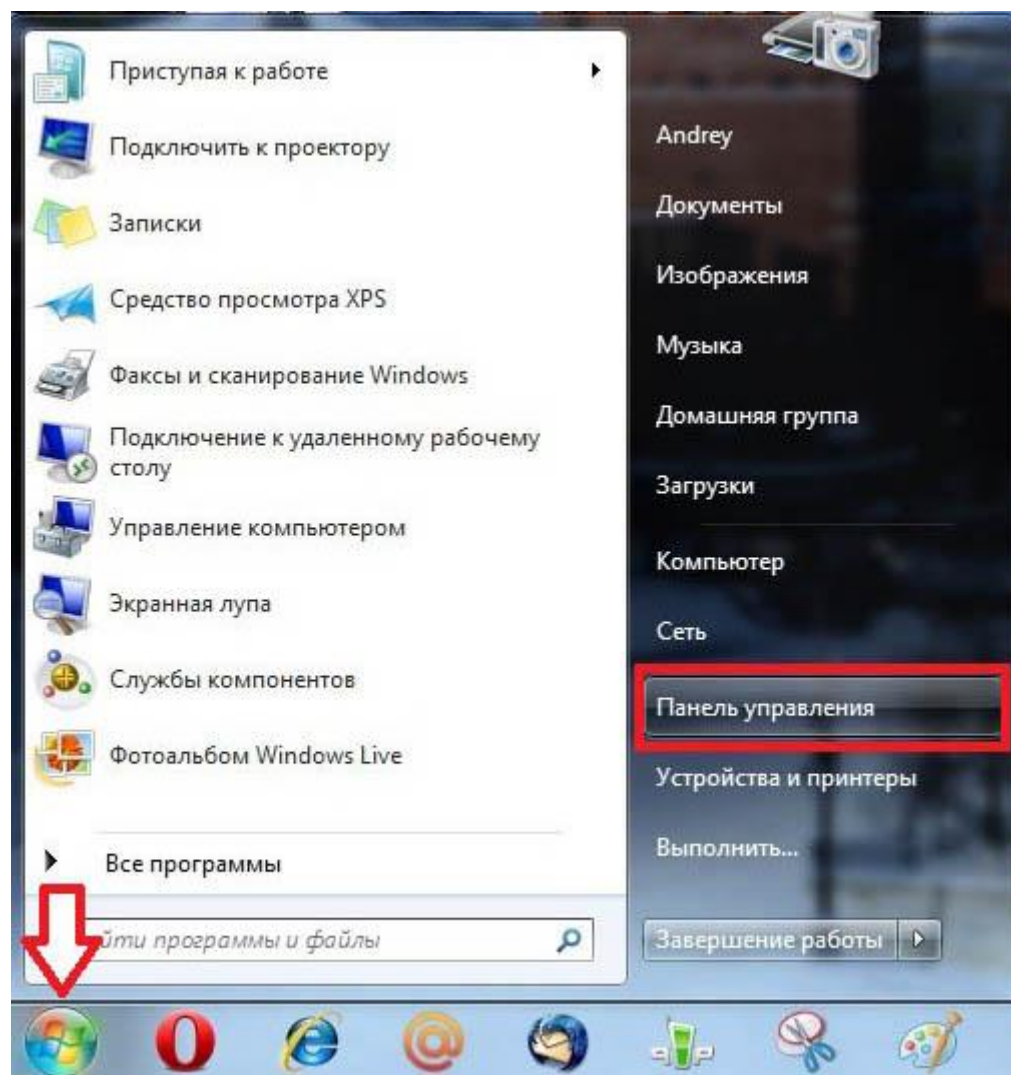 Приступая к работе
Подключить к проектору
Записки
Средство просмотра XPS
Факсы и сканирование Windows
Подключение к удаленному рабочему
столу
Управление компьютером
Экранная лупа
Службы компонентов
Фотоальбом Windows Live
Все программы
йти программы и файлы
Andrey
Документы
Изображения
Музыка
Домашняя группа
Загрузки
Компьютер
Сеть
Панель управления
Устройства и принтеры
Выполнить...
Завершение работы